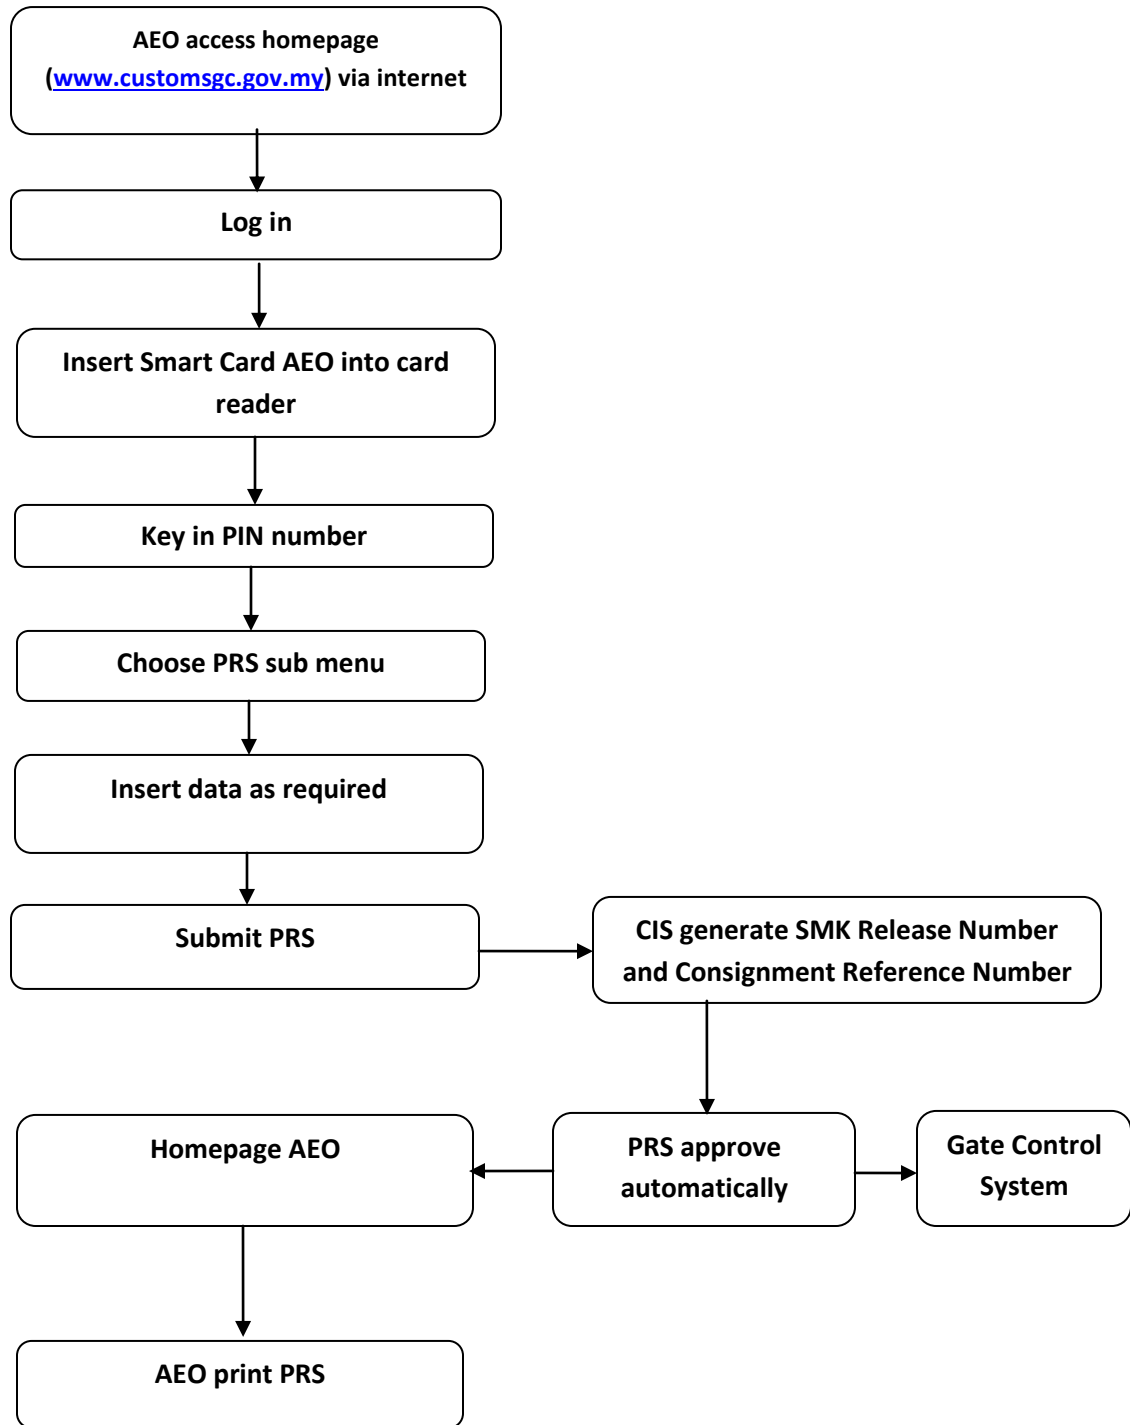 AEO access homepage
(www.customsgc.gov.my) via internet
Log in
Insert Smart Card AEO into card
reader
Key in PIN number
Choose PRS sub menu
Insert data as required
Submit PRS
CIS generate SMK Release Number
and Consignment Reference Number
PRS approve
automatically
Gate Control
System
Homepage AEO
AEO print PRS